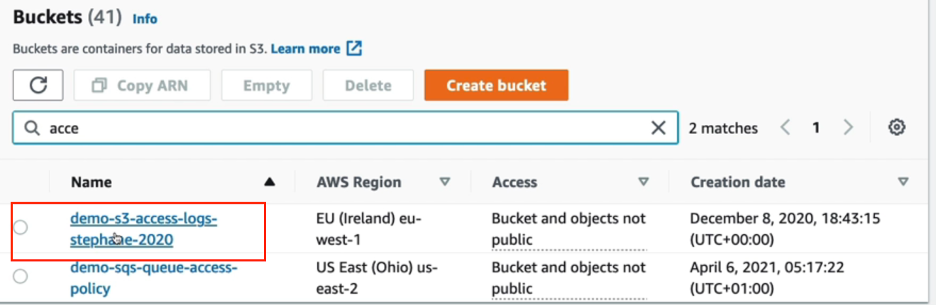 Buckets (41) Info
Buckets are containers for data stored in S3. Learn more
Copy ARN Empty Delete Create bucket
acce 2 matches 1
Name AWS Region Access Creation date
demo-s3-access-logs- EU (Ireland) eu- Bucket and objects not December 8, 2020, 18:43:15
stephane-2020 west-1 public (UTC+00:00)
demo-sqs-queue-access- US East (Ohio) us- Bucket and objects not April 6, 2021, 05:17:22
policy east-2 public (UTC+01:00)